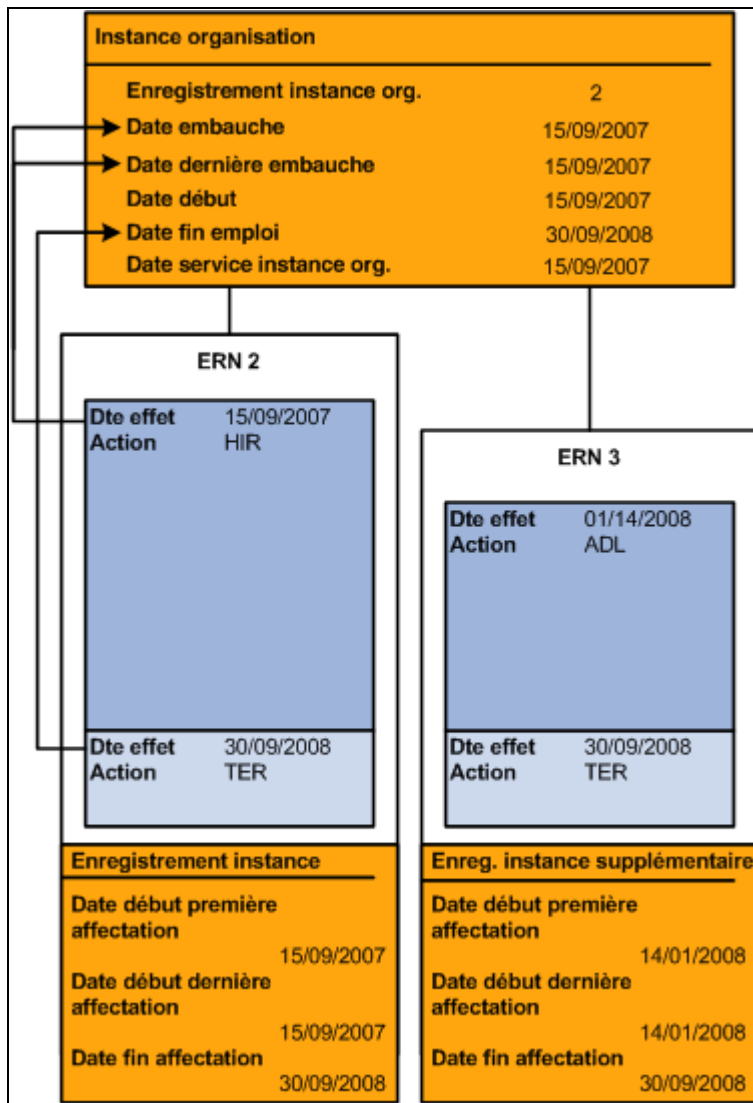 Instance organisation
Enregistrement instance org. 2
Date embauche 15/09/2007
Date dernière embauche 15/09/2007
Date début 15/09/2007
Date fin emploi 30/09/2008
Date service instance org. 15/09/2007
ERN 2
Dte effet 15/09/2007
Action HIR
Dte effet 30/09/2008
Action TER
Enregistrement instance
Date début première
affectation
15/09/2007
Date début dernière
affectation
15/09/2007
Date fin affectation
30/09/2008
ERN 3
Dte effet 01/14/2008
Action ADL
Dte effet 30/09/2008
Action TER
Enreg. instance supplémentaire
Date début première
affectation
14/01/2008
Date début dernière
affectation
14/01/2008
Date fin affectation
30/09/2008